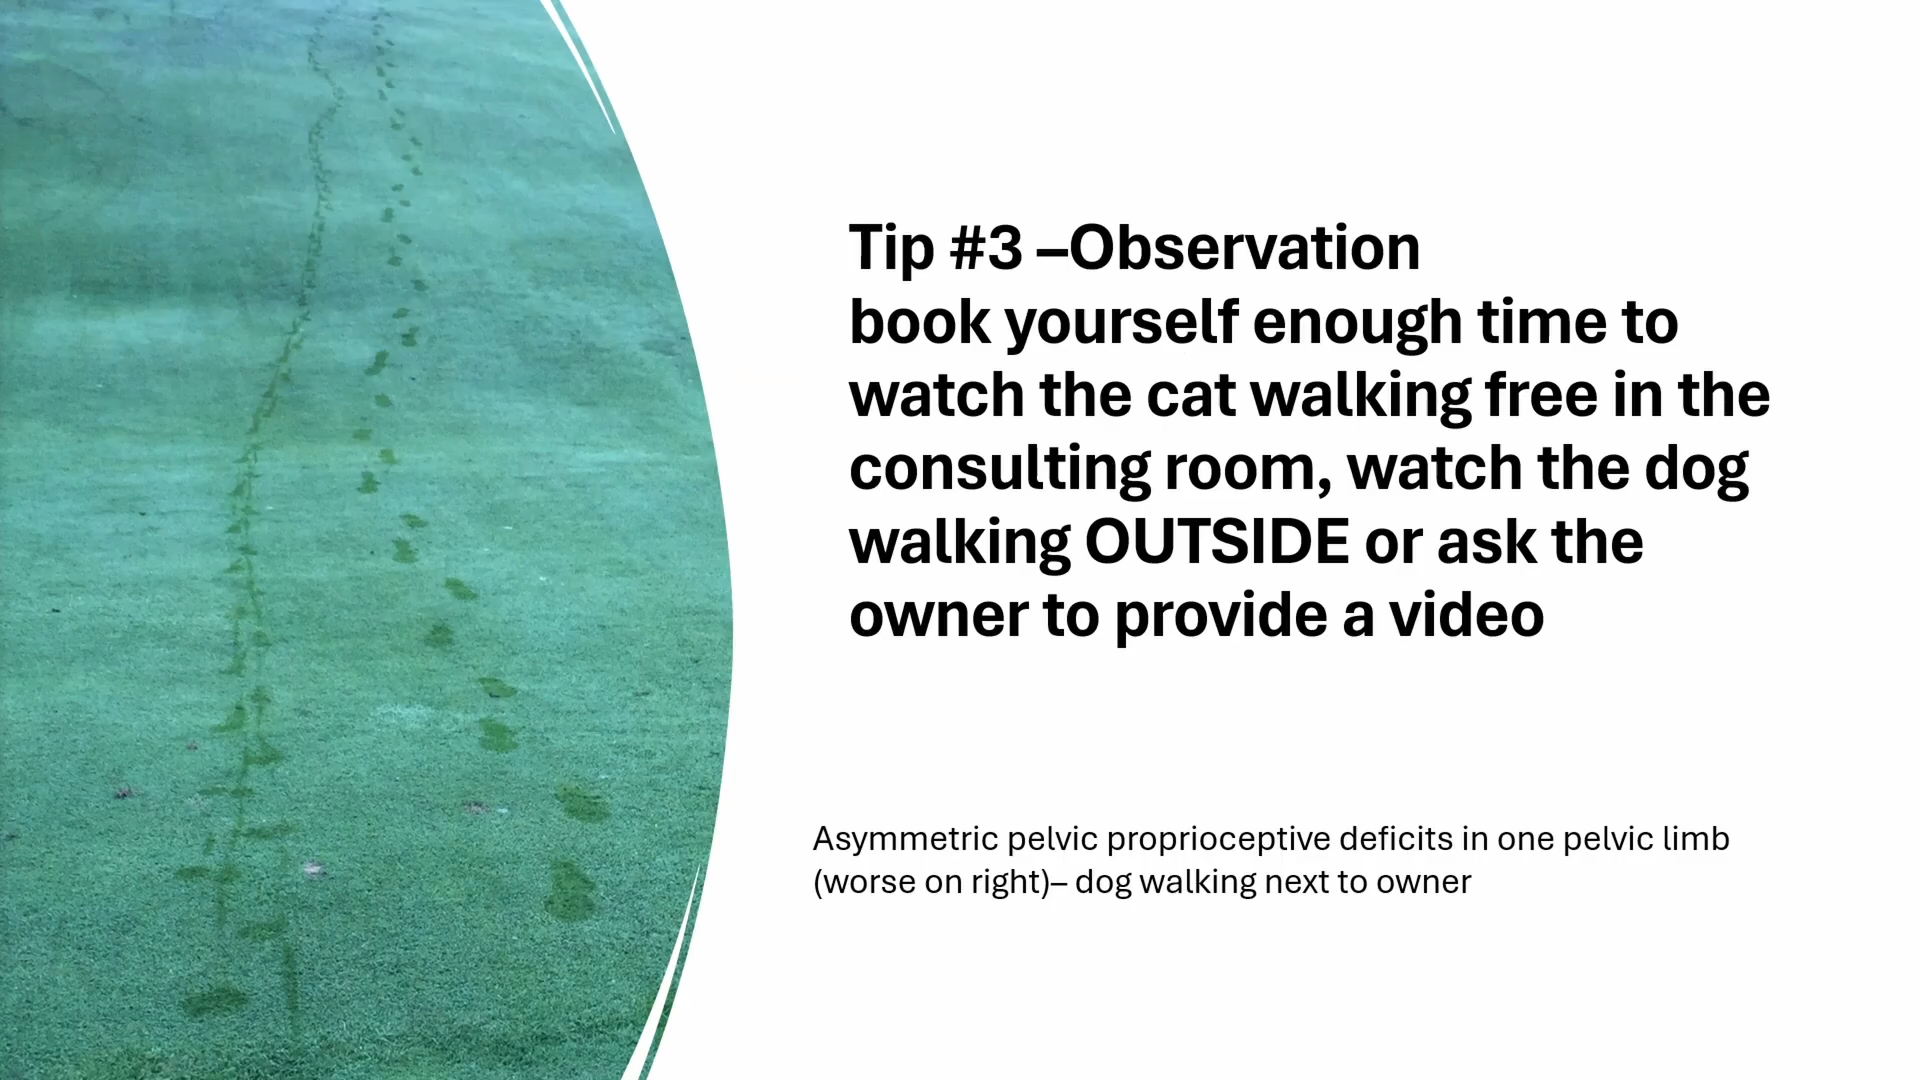 Tip #3 –Observation
book yourself enough time to
watch the cat walking free in the
consulting room, watch the dog
walking OUTSIDE or ask the
owner to provide a video
Asymmetric pelvic proprioceptive deficits in one pelvic limb
(worse on right)– dog walking next to owner